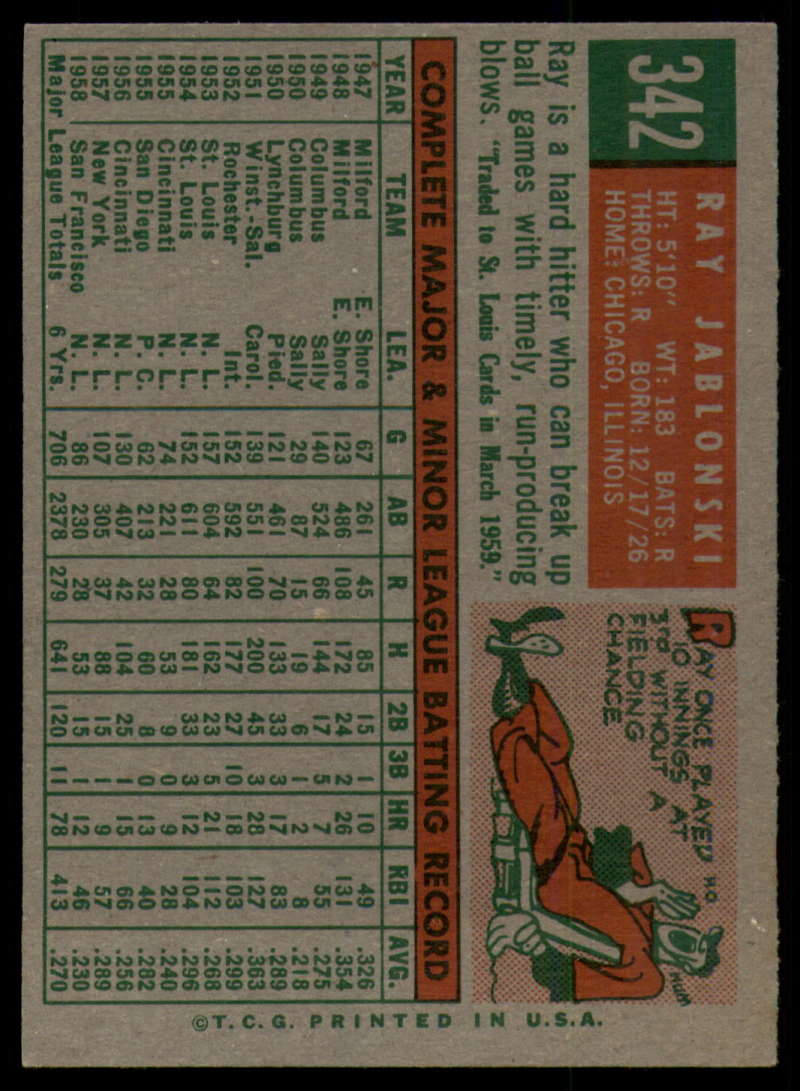 342
RAY JABLONSKI
HT: 5'10" WT: 183 BATS: R
THROWS: R BORN: 12/17/26
HOME: CHICAGO, ILLINOIS
Ray is a hard hitter who can break up
ball games with timely, run-producing
blows. "Traded to St. Louis Cards in March 1959."
RAY ONCE PLAYED
10 INNINGS AT
3rd WITHOUT A
FIELDING
CHANCE
HO
HUM
COMPLETE MAJOR & MINOR LEAGUE BATTING RECORD
YEAR TEAM LEA. G AB R H 2B 3B HR RBI AVG.
1947 Milford E. Shore 67 261 45 85 15 1 10 49 .326
1948 Milford E. Shore 123 486 108 172 24 2 26 131 .354
1949 Columbus Sally 140 524 66 144 17 5 7 55 .275
1950 Columbus Sally 29 87 15 19 6 1 2 8 .218
1950 Lynchburg Pied. 121 461 70 133 33 3 17 83 .289
1951 Winst.-Sal. Carol. 139 551 100 200 45 3 28 127 .363
1952 Rochester Int. 152 592 82 177 27 10 18 103 .299
1953 St. Louis N. L. 157 604 64 162 23 5 21 112 .268
1954 St. Louis N. L. 152 611 80 181 33 3 12 104 .296
1955 Cincinnati N. L. 74 221 28 53 9 0 9 28 .240
1955 San Diego P. C. 62 213 32 60 8 0 13 40 .282
1956 Cincinnati N. L. 130 407 42 104 25 1 15 66 .256
1957 New York N. L. 107 305 37 88 15 1 9 57 .289
1958 San Francisco N. L. 86 230 28 53 15 1 12 46 .230
Major League Totals 6 Yrs. 706 2378 279 641 120 11 78 413 .270
©T.C.G. PRINTED IN U.S.A.